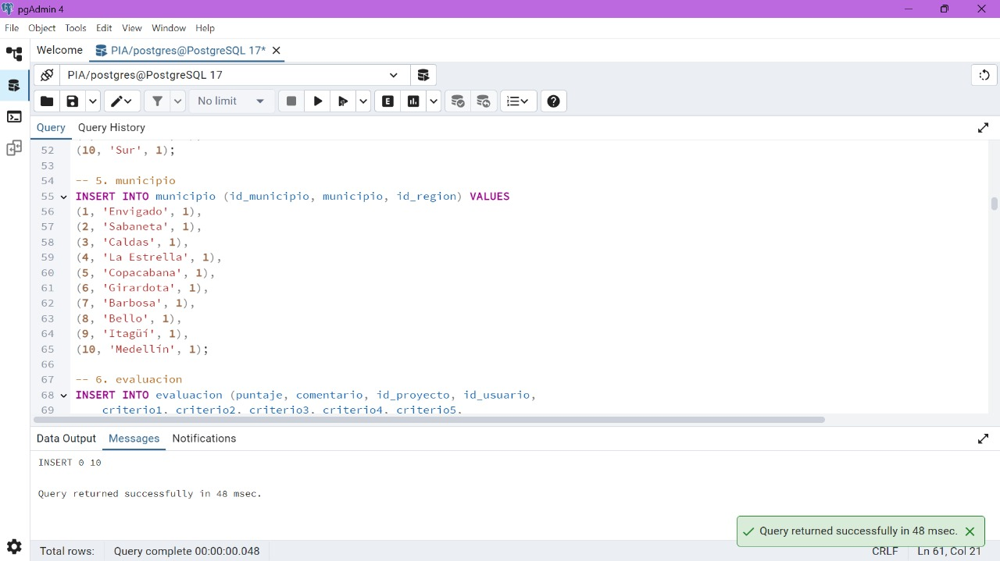 pgAdmin 4
File Object Tools Edit View Window Help
Welcome PIA/postgres@PostgreSQL 17*
PIA/postgres@PostgreSQL 17
No limit
Query Query History
52 (10, 'Sur', 1);
53
54 -- 5. municipio
55 INSERT INTO municipio (id_municipio, municipio, id_region) VALUES
56 (1, 'Envigado', 1),
57 (2, 'Sabaneta', 1),
58 (3, 'Caldas', 1),
59 (4, 'La Estrella', 1),
60 (5, 'Copacabana', 1),
61 (6, 'Girardota', 1),
62 (7, 'Barbosa', 1),
63 (8, 'Bello', 1),
64 (9, 'Itagüí', 1),
65 (10, 'Medellín', 1);
66
67 -- 6. evaluacion
68 INSERT INTO evaluacion (puntaje, comentario, id_proyecto, id_usuario,
69 criterio1, criterio2, criterio3, criterio4, criterio5,
Data Output Messages Notifications
INSERT 0 10
Query returned successfully in 48 msec.
Query returned successfully in 48 msec.
Total rows: Query complete 00:00:00.048 CRLF Ln 61, Col 21